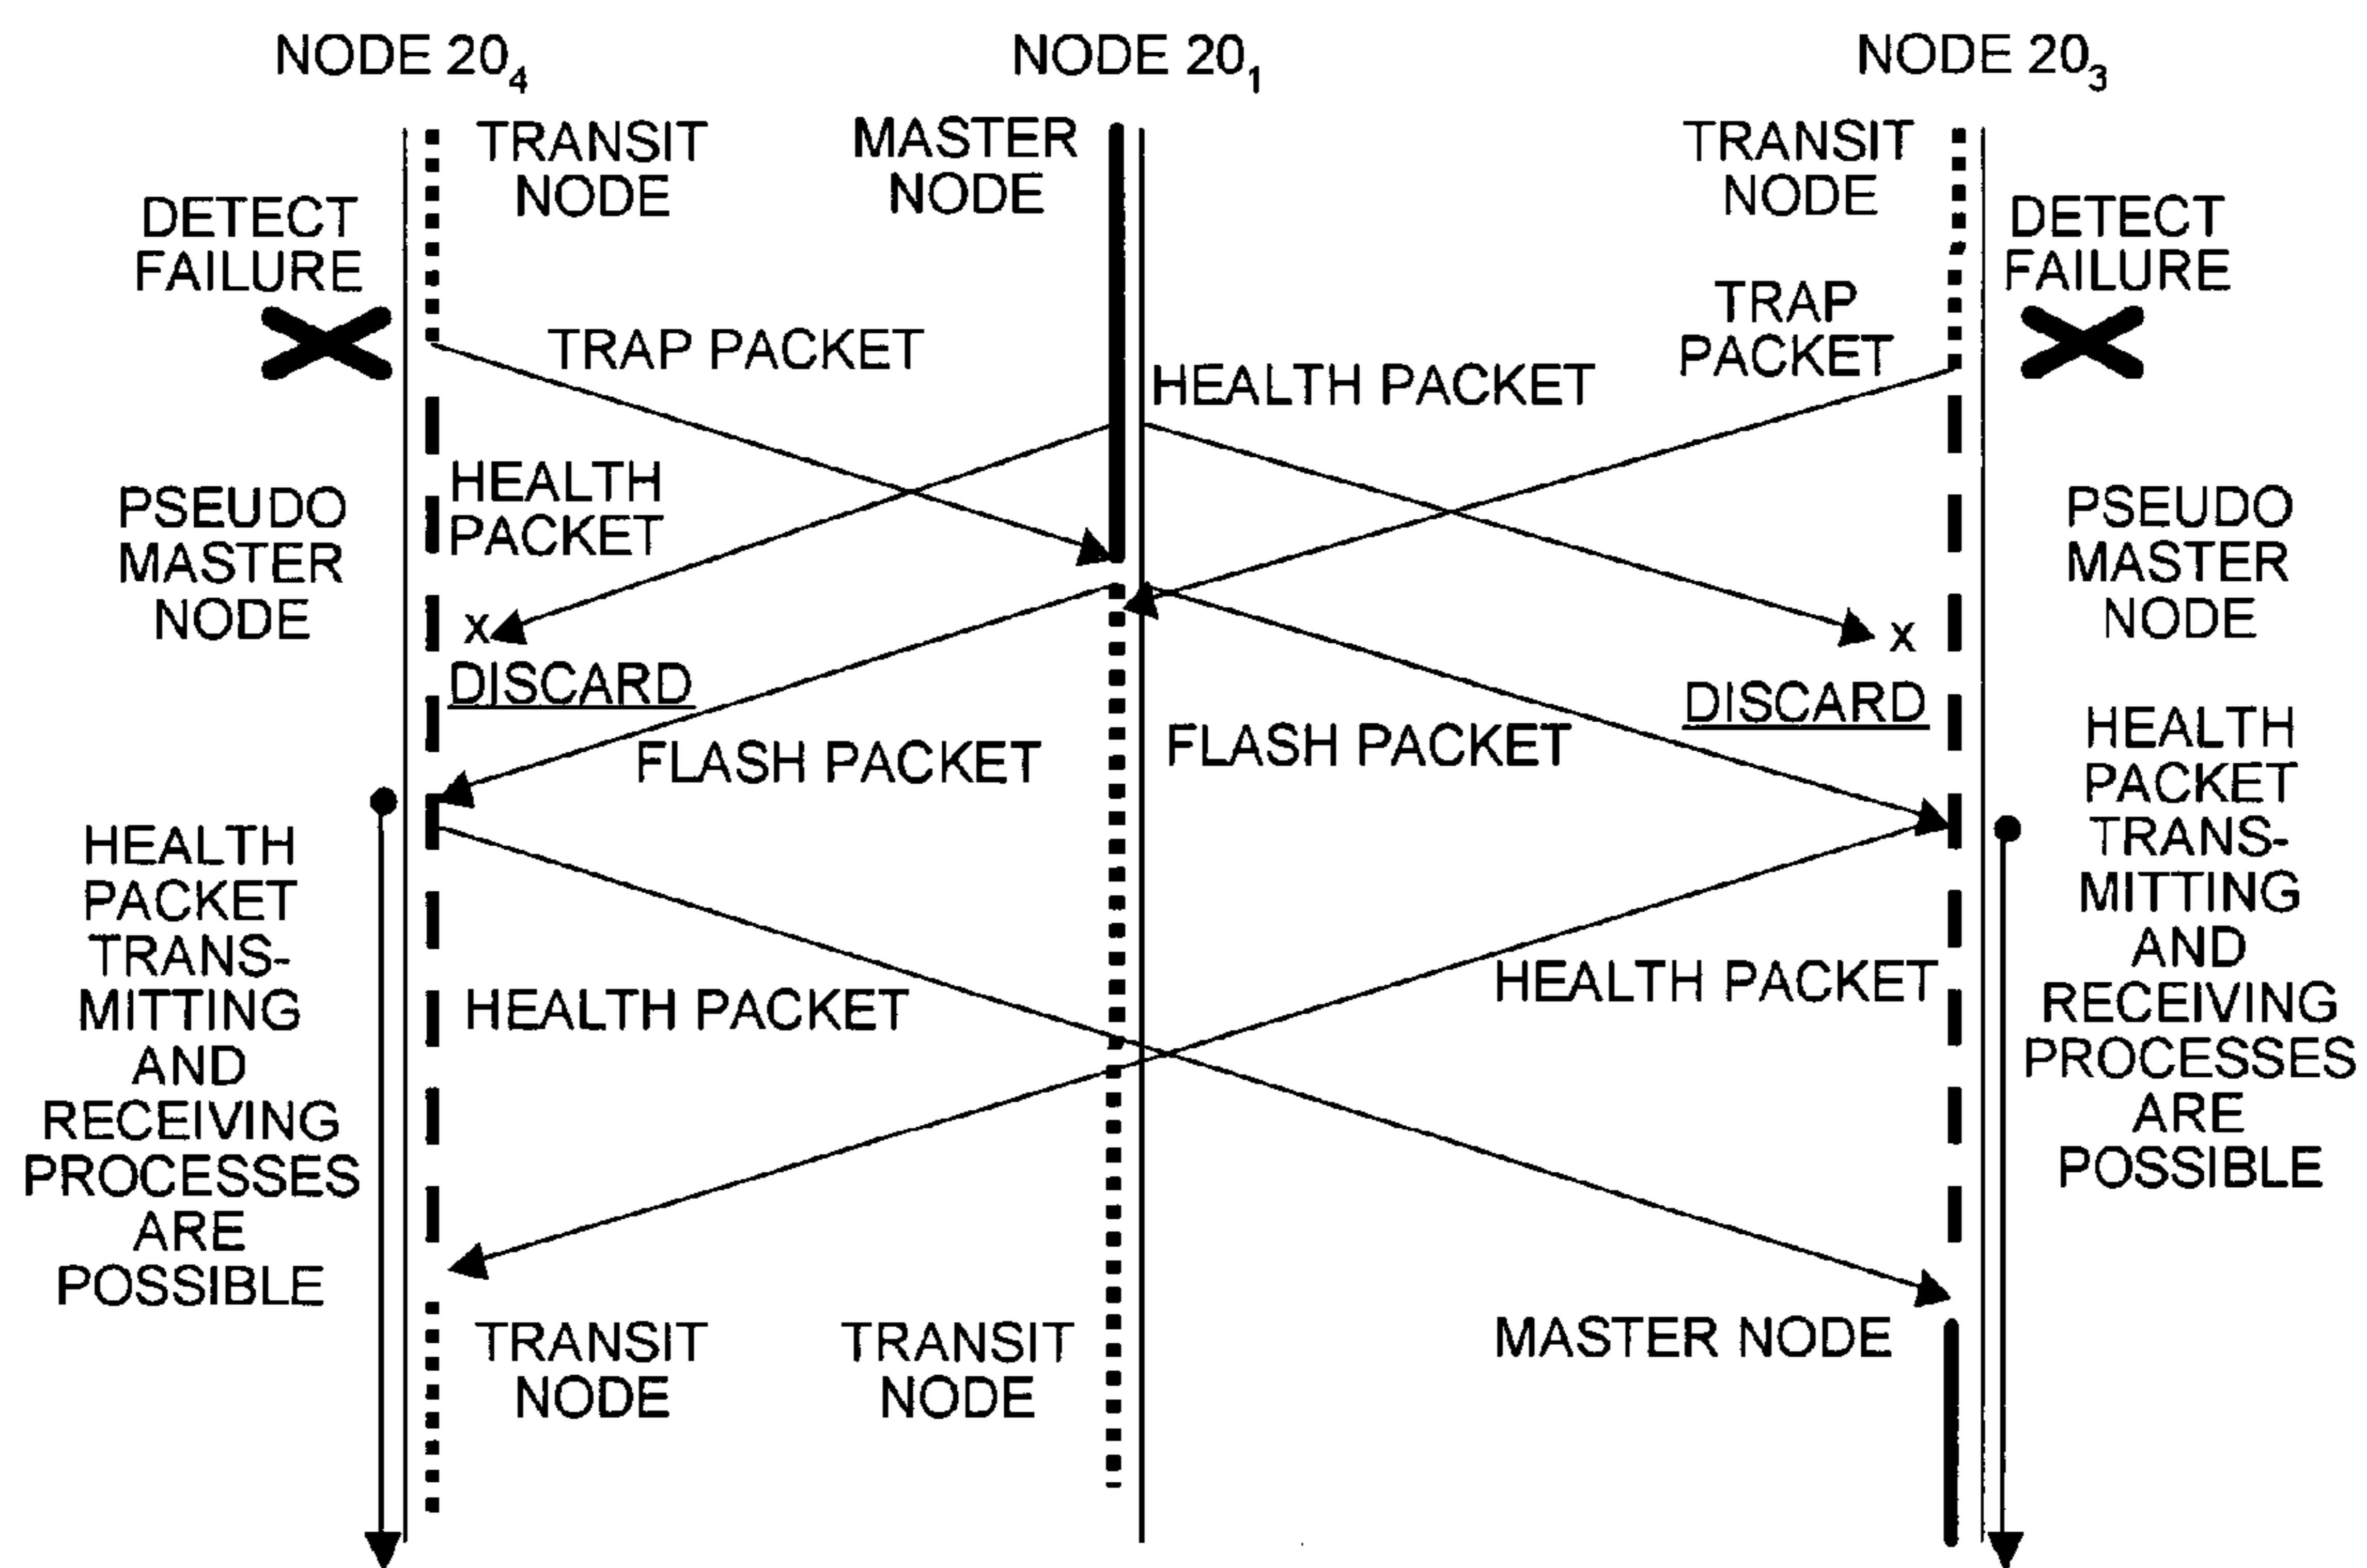 NODE 20₄
NODE 20₁
NODE 20₃
TRANSIT
NODE
MASTER
NODE
TRANSIT
NODE
DETECT
FAILURE
DETECT
FAILURE
TRAP PACKET
HEALTH PACKET
TRAP
PACKET
HEALTH
PACKET
PSEUDO
MASTER
NODE
PSEUDO
MASTER
NODE
x
x
DISCARD
DISCARD
FLASH PACKET
FLASH PACKET
HEALTH
PACKET
TRANS-
MITTING
AND
RECEIVING
PROCESSES
ARE
POSSIBLE
HEALTH
PACKET
TRANS-
MITTING
AND
RECEIVING
PROCESSES
ARE
POSSIBLE
HEALTH PACKET
HEALTH PACKET
TRANSIT
NODE
TRANSIT
NODE
MASTER NODE